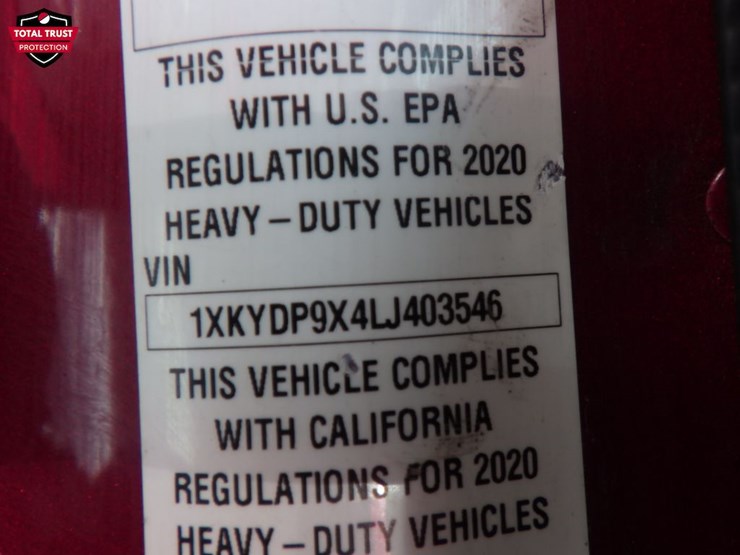 TOTAL TRUST
PROTECTION
THIS VEHICLE COMPLIES
WITH U.S. EPA
REGULATIONS FOR 2020
HEAVY – DUTY VEHICLES
VIN
1XKYDP9X4LJ403546
THIS VEHICLE COMPLIES
WITH CALIFORNIA
REGULATIONS FOR 2020
HEAVY – DUTY VEHICLES